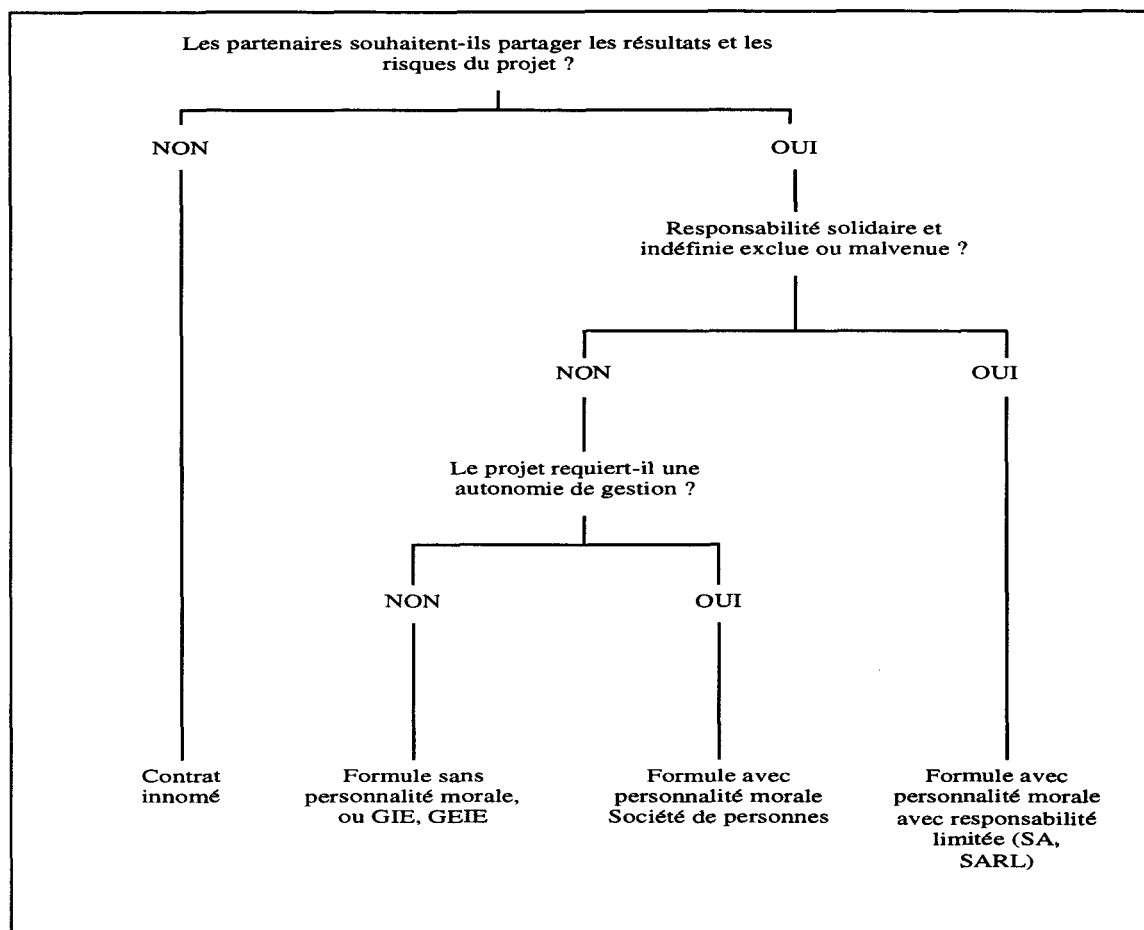 Les partenaires souhaitent-ils partager les résultats et les
risques du projet ?
NON
OUI
Responsabilité solidaire et
indéfinie exclue ou malvenue ?
NON
OUI
Le projet requiert-il une
autonomie de gestion ?
NON
OUI
Contrat
innomé
Formule sans
personnalité morale,
ou GIE, GEIE
Formule avec
personnalité morale
Société de personnes
Formule avec
personnalité morale
avec responsabilité
limitée (SA,
SARL)